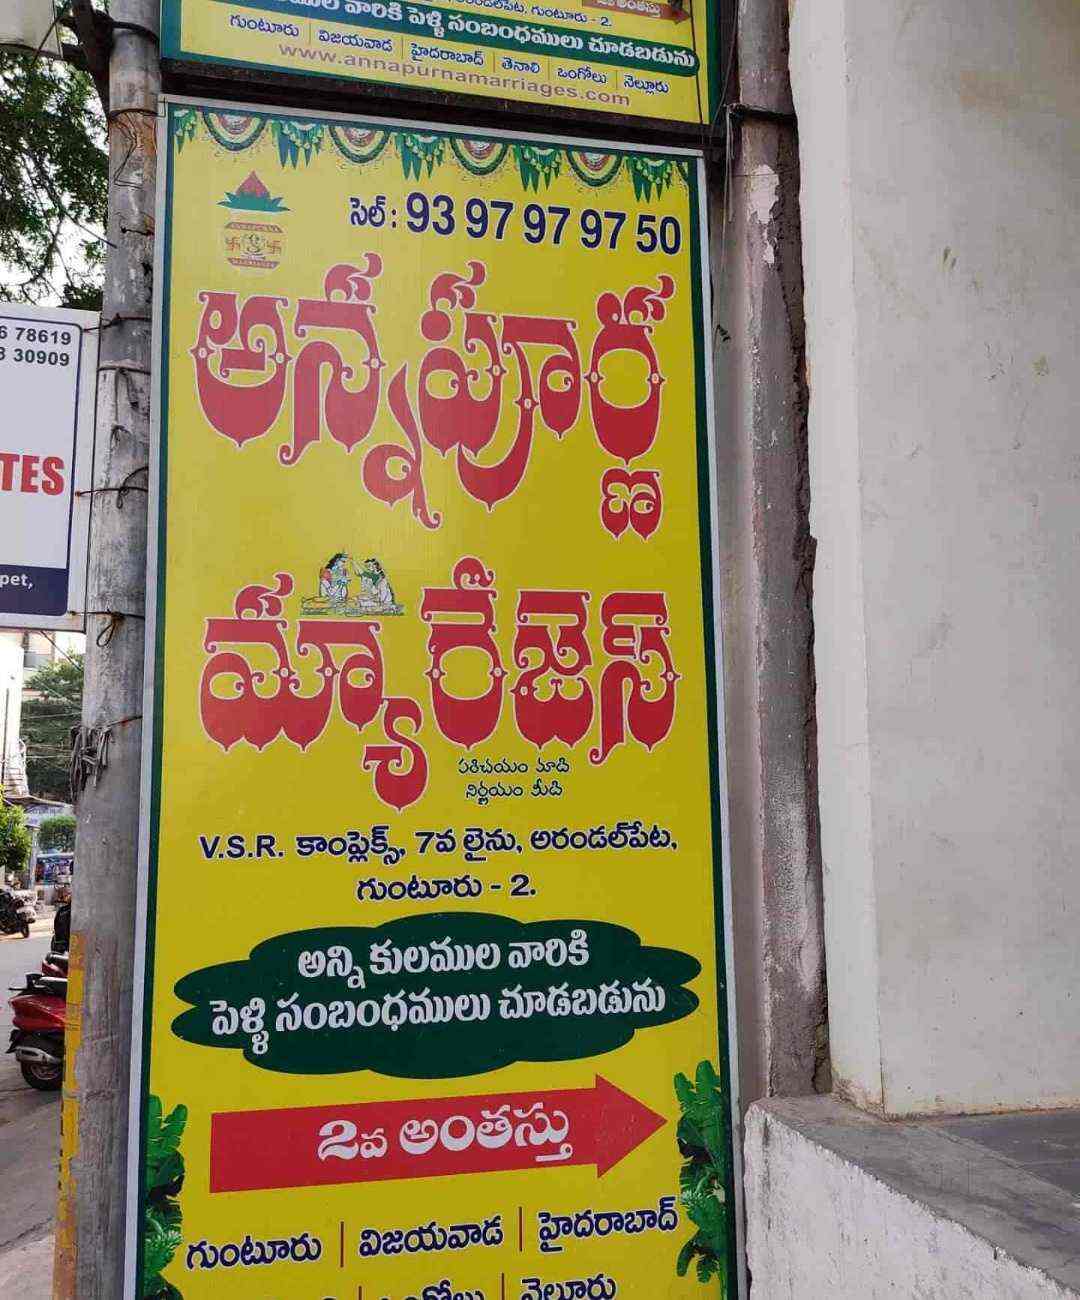 వారికి పెళ్ళి సంబంధములు చూడబడును
గుంటూరు - 2.
గుంటూరు | విజయవాడ | హైదరాబాద్ | తెనాలి | ఒంగోలు | నెల్లూరు
www.annapurnamarriages.com
సెల్ : 93 97 97 97 50
అన్నపూర్ణ
మ్యారేజెస్
పరిచయం మాది
నిర్ణయం మీది
V.S.R. కాంప్లెక్స్, 7వ లైను, అరండల్‌పేట,
గుంటూరు - 2.
అన్ని కులముల వారికి
పెళ్ళి సంబంధములు చూడబడును
2వ అంతస్తు
గుంటూరు | విజయవాడ | హైదరాబాద్
ఒంగోలు | నెల్లూరు
6 78619
30909
TES
pet,